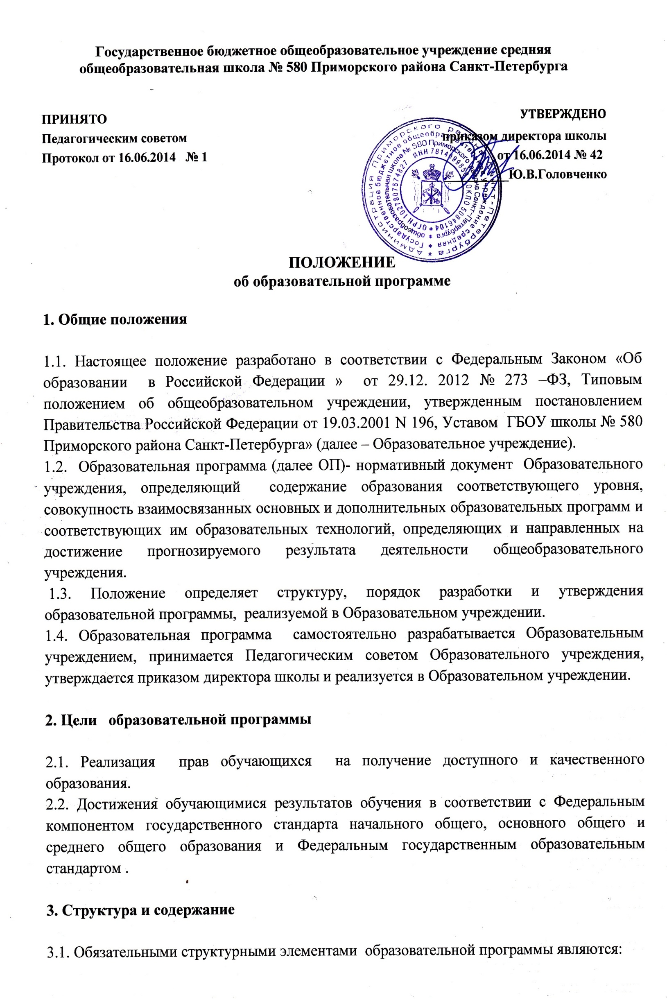 Государственное бюджетное общеобразовательное учреждение средняя
общеобразовательная школа № 580 Приморского района Санкт-Петербурга
ПРИНЯТО
Педагогическим советом
Протокол от 16.06.2014 № 1
УТВЕРЖДЕНО
приказом директора школы
от 16.06.2014 № 42
Ю.В.Головченко
Администрация Приморского района Санкт-Петербурга *
Государственное бюджетное общеобразовательное учреждение средняя *
общеобразовательная школа № 580 Приморского района Санкт-Петербурга *
ОГРН 1027807574827 ИНН 7814099859 ОКПО 50846104 *
ПОЛОЖЕНИЕ
об образовательной программе
1. Общие положения
1.1. Настоящее положение разработано в соответствии с Федеральным Законом «Об
образовании в Российской Федерации » от 29.12. 2012 № 273 –ФЗ, Типовым
положением об общеобразовательном учреждении, утвержденным постановлением
Правительства Российской Федерации от 19.03.2001 N 196, Уставом ГБОУ школы № 580
Приморского района Санкт-Петербурга» (далее – Образовательное учреждение).
1.2. Образовательная программа (далее ОП)- нормативный документ Образовательного
учреждения, определяющий содержание образования соответствующего уровня,
совокупность взаимосвязанных основных и дополнительных образовательных программ и
соответствующих им образовательных технологий, определяющих и направленных на
достижение прогнозируемого результата деятельности общеобразовательного
учреждения.
1.3. Положение определяет структуру, порядок разработки и утверждения
образовательной программы, реализуемой в Образовательном учреждении.
1.4. Образовательная программа самостоятельно разрабатывается Образовательным
учреждением, принимается Педагогическим советом Образовательного учреждения,
утверждается приказом директора школы и реализуется в Образовательном учреждении.
2. Цели образовательной программы
2.1. Реализация прав обучающихся на получение доступного и качественного
образования.
2.2. Достижения обучающимися результатов обучения в соответствии с Федеральным
компонентом государственного стандарта начального общего, основного общего и
среднего общего образования и Федеральным государственным образовательным
стандартом .
3. Структура и содержание
3.1. Обязательными структурными элементами образовательной программы являются: